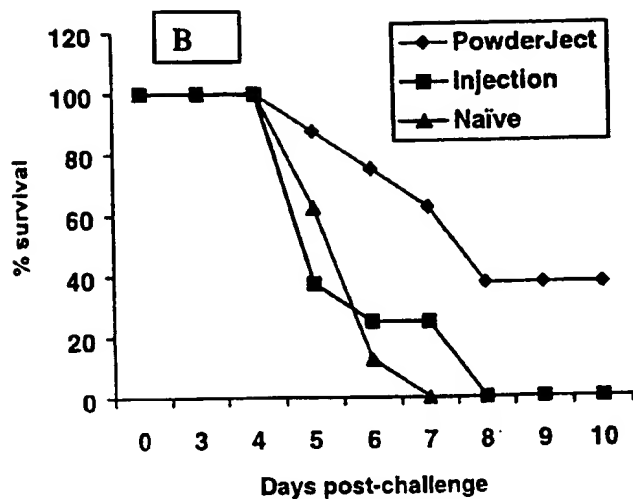 B
PowderJect
Injection
Naïve
120
100
80
60
40
20
0
% survival
0 3 4 5 6 7 8 9 10
Days post-challenge